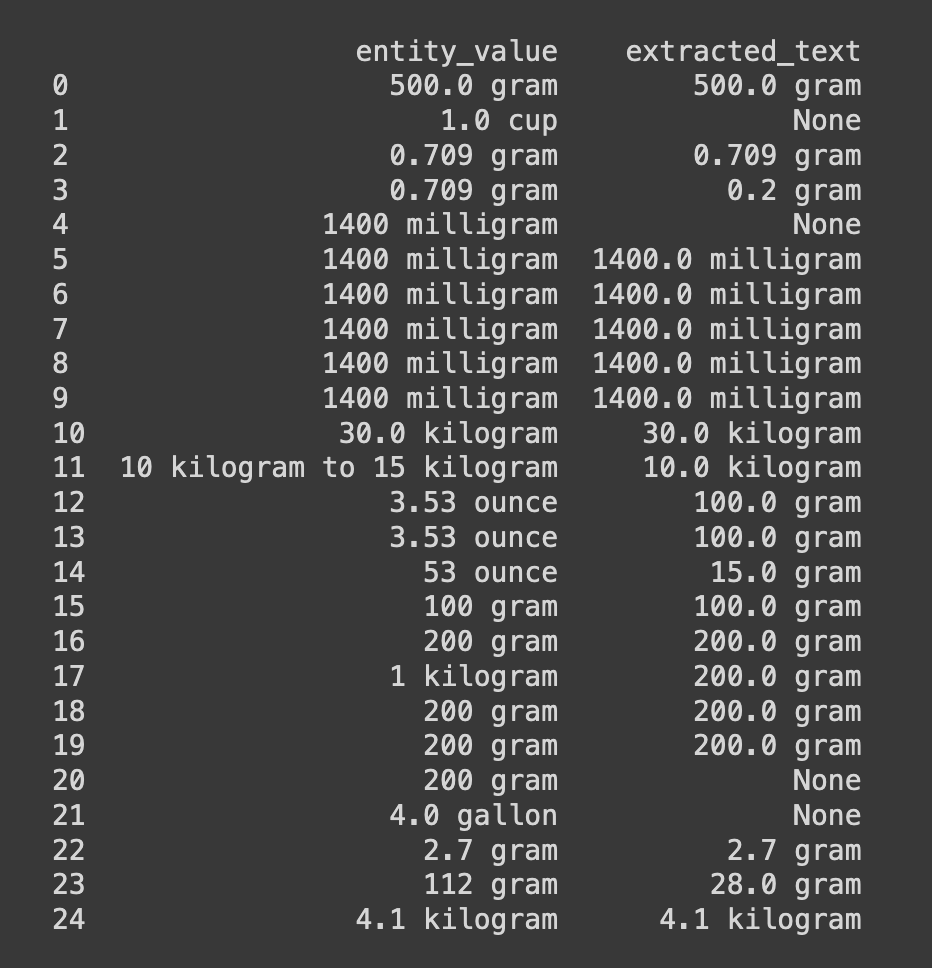 entity_value extracted_text
0 500.0 gram 500.0 gram
1 1.0 cup None
2 0.709 gram 0.709 gram
3 0.709 gram 0.2 gram
4 1400 milligram None
5 1400 milligram 1400.0 milligram
6 1400 milligram 1400.0 milligram
7 1400 milligram 1400.0 milligram
8 1400 milligram 1400.0 milligram
9 1400 milligram 1400.0 milligram
10 30.0 kilogram 30.0 kilogram
11 10 kilogram to 15 kilogram 10.0 kilogram
12 3.53 ounce 100.0 gram
13 3.53 ounce 100.0 gram
14 53 ounce 15.0 gram
15 100 gram 100.0 gram
16 200 gram 200.0 gram
17 1 kilogram 200.0 gram
18 200 gram 200.0 gram
19 200 gram 200.0 gram
20 200 gram None
21 4.0 gallon None
22 2.7 gram 2.7 gram
23 112 gram 28.0 gram
24 4.1 kilogram 4.1 kilogram